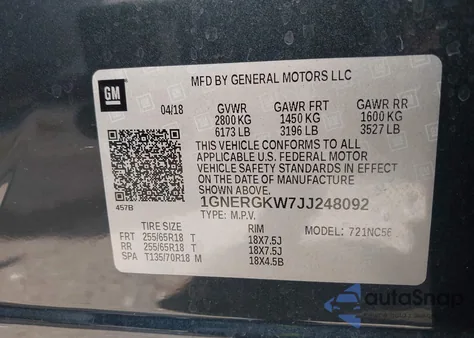 MFD BY GENERAL MOTORS LLC
GM
04/18 GVWR GAWR FRT GAWR RR
2800 KG 1450 KG 1600 KG
6173 LB 3196 LB 3527 LB
THIS VEHICLE CONFORMS TO ALL
APPLICABLE U.S. FEDERAL MOTOR
VEHICLE SAFETY STANDARDS IN EFFECT
ON THE DATE OF MANUFACTURE SHOWN ABOVE.
457B
1GNERGKW7JJ248092
TYPE: M.P.V. MODEL: 721NC56
TIRE SIZE RIM
FRT 255/65R18 T 18X7.5J
RR 255/65R18 T 18X7.5J
SPA T135/70R18 M 18X4.5B
autoSnap